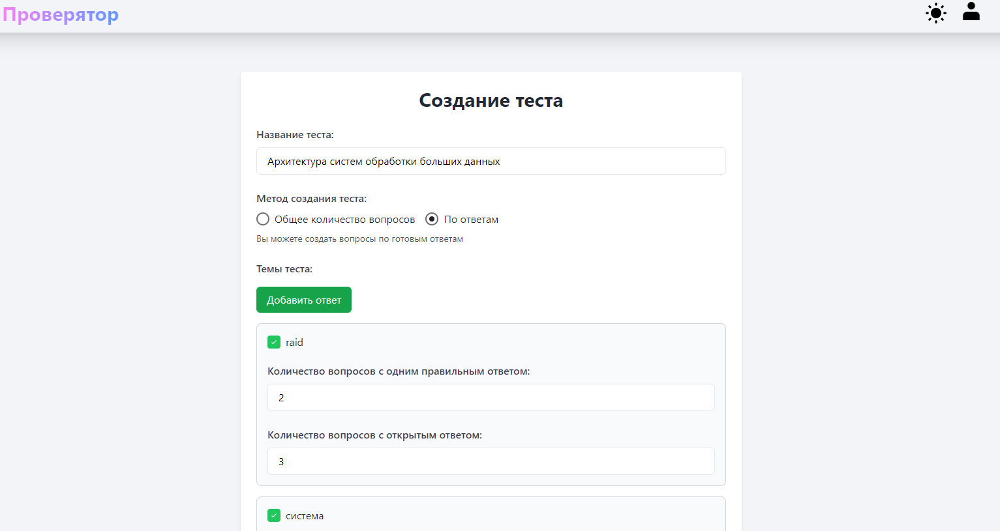 Проверятор
Создание теста
Название теста:
Архитектура систем обработки больших данных
Метод создания теста:
Общее количество вопросов По ответам
Вы можете создать вопросы по готовым ответам
Темы теста:
Добавить ответ
raid
Количество вопросов с одним правильным ответом:
2
Количество вопросов с открытым ответом:
3
система